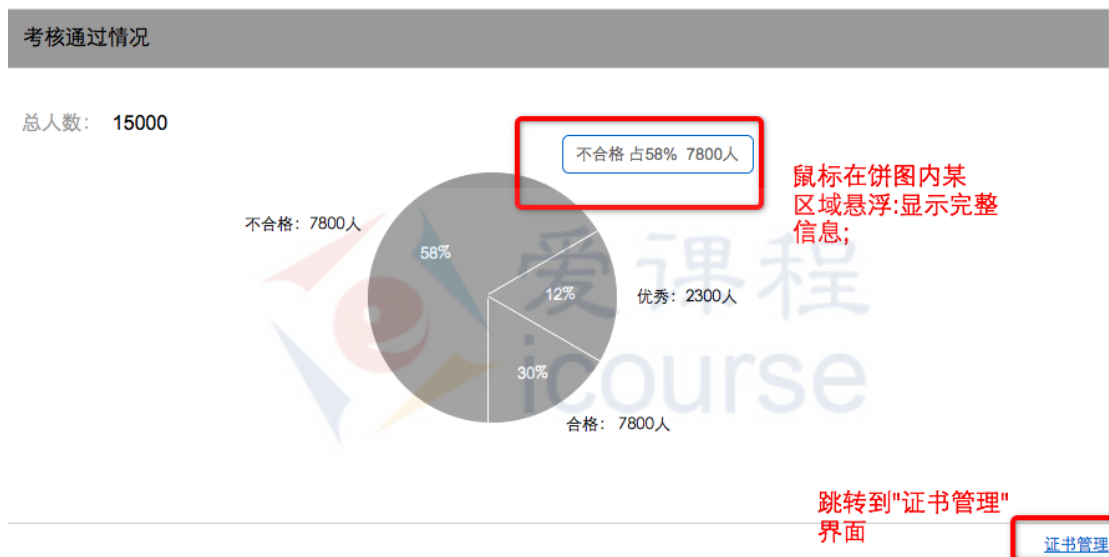 考核通过情况
总人数： 15000
不合格 占58% 7800人
鼠标在饼图内某
区域悬浮:显示完整
信息;
不合格：7800人
58%
12%
优秀：2300人
30%
合格： 7800人
爱课程
icourse
跳转到"证书管理"
界面
证书管理